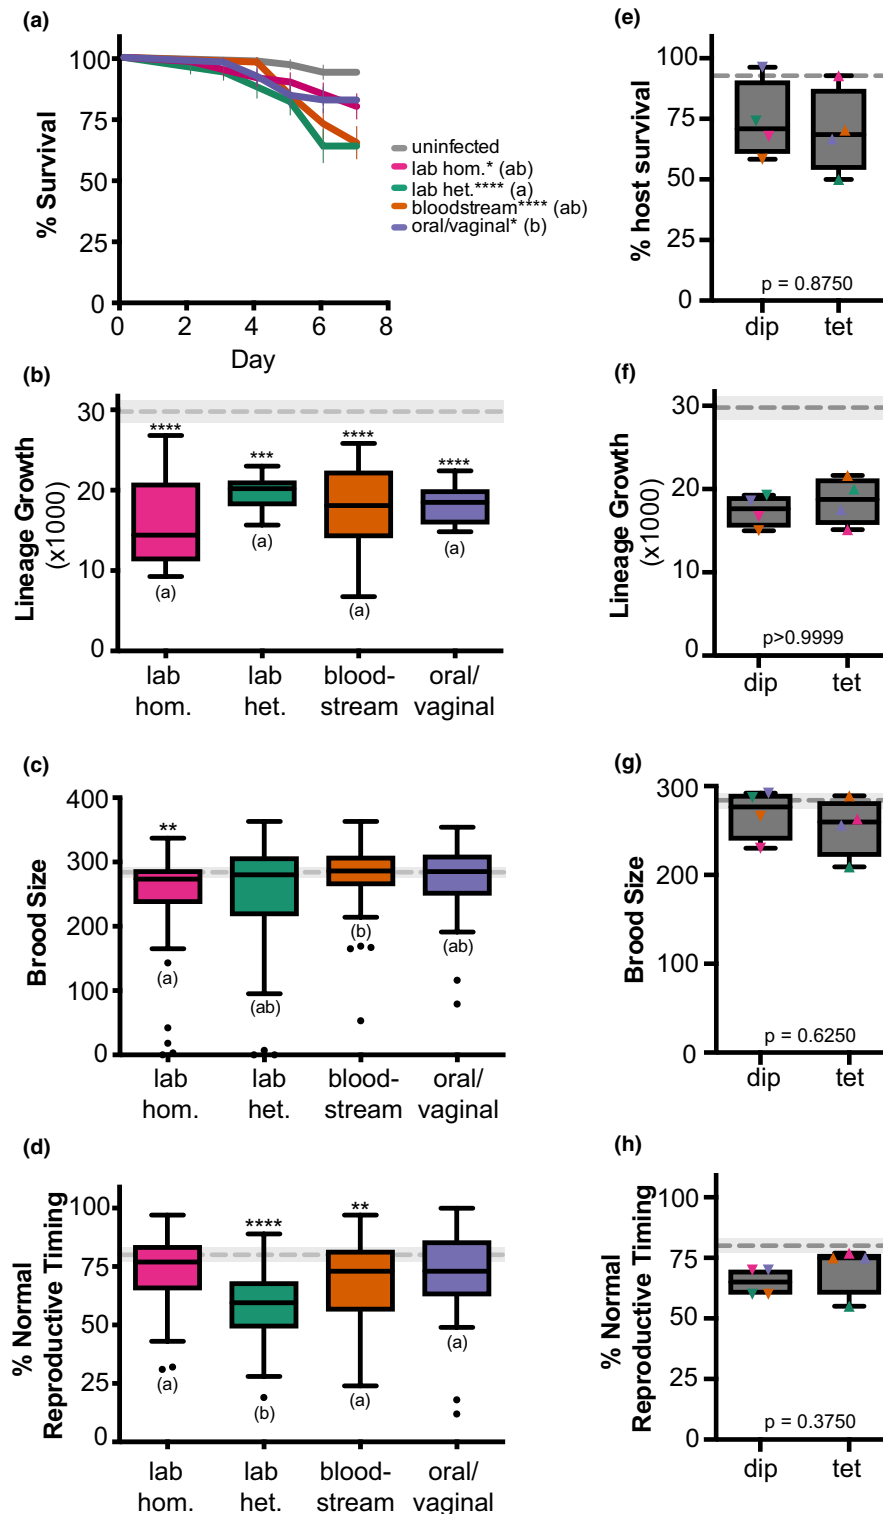 (a)
% Survival
100
75
50
25
0
0 2 4 6 8
Day
uninfected
lab hom.* (ab)
lab het.**** (a)
bloodstream**** (ab)
oral/vaginal* (b)
(e)
% host survival
100
75
50
25
0
p = 0.8750
dip tet
(b)
Lineage Growth
(x1000)
30
20
10
0
**** *** **** ****
(a) (a) (a) (a)
lab hom.
lab het.
blood-stream
oral/vaginal
(f)
Lineage Growth
(x1000)
30
20
10
0
p>0.9999
dip tet
(c)
Brood Size
400
300
200
100
0
**
(a) (ab) (b) (ab)
lab hom.
lab het.
blood-stream
oral/vaginal
(g)
Brood Size
300
200
100
0
p = 0.6250
dip tet
(d)
% Normal
Reproductive Timing
100
75
50
25
0
**** **
(a) (b) (a) (a)
lab hom.
lab het.
blood-stream
oral/vaginal
(h)
% Normal
Reproductive Timing
100
75
50
25
0
p = 0.3750
dip tet